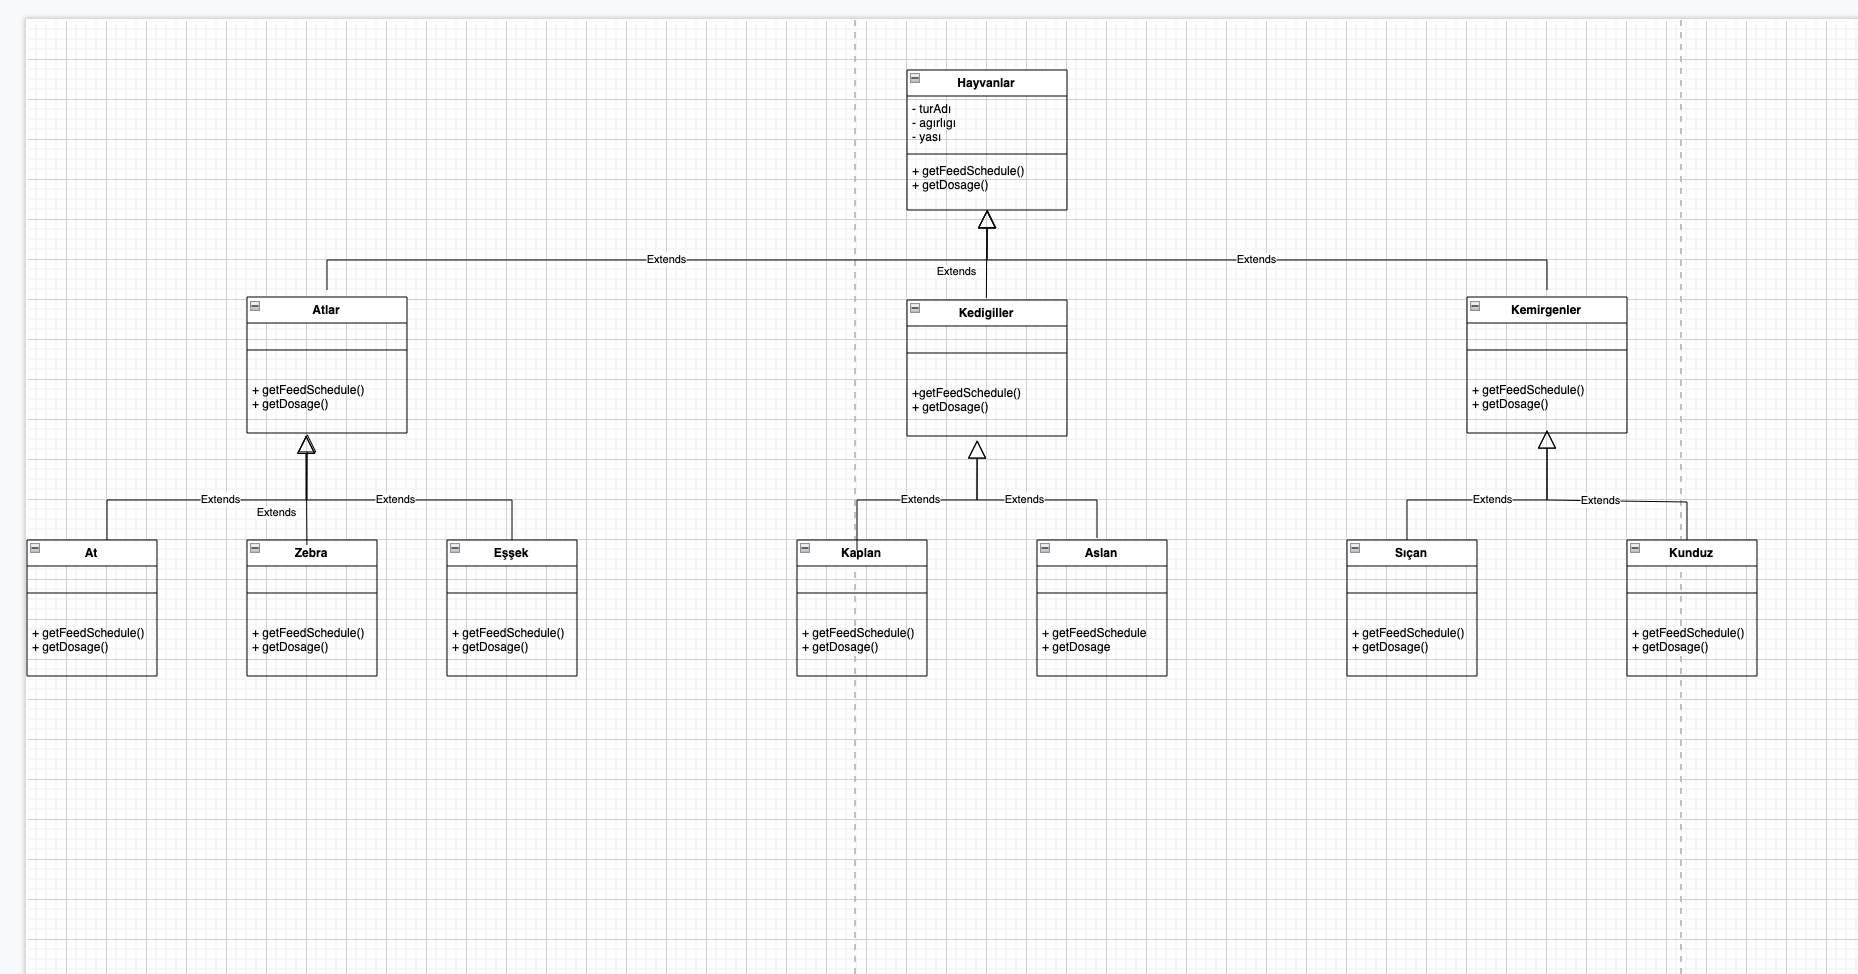 Hayvanlar
- turAdı
- agırlıgı
- yası
+ getFeedSchedule()
+ getDosage()
Extends
Extends
Extends
Atlar
+ getFeedSchedule()
+ getDosage()
Kedigiller
+getFeedSchedule()
+ getDosage()
Kemirgenler
+ getFeedSchedule()
+ getDosage()
Extends
Extends
Extends
Extends
Extends
Extends
Extends
At
+ getFeedSchedule()
+ getDosage()
Zebra
+ getFeedSchedule()
+ getDosage()
Eşşek
+ getFeedSchedule()
+ getDosage()
Kaplan
+ getFeedSchedule()
+ getDosage()
Aslan
+ getFeedSchedule
+ getDosage
Sıçan
+ getFeedSchedule()
+ getDosage()
Kunduz
+ getFeedSchedule()
+ getDosage()